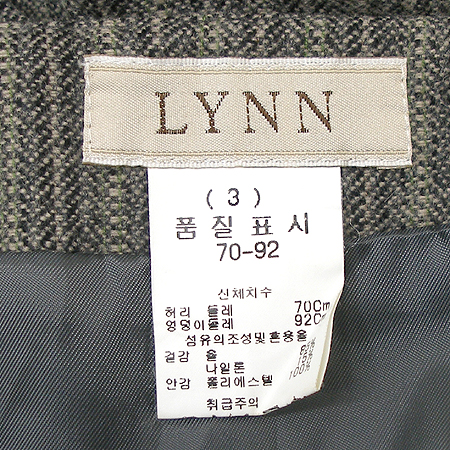 LYNN
(3)
품질표시
70-92
신체치수
허리 둘레 70Cm
엉덩이둘레 92Cm
섬유의조성및혼용율
겉감 울
나일론
안감 폴리에스텔 100%
취급주의